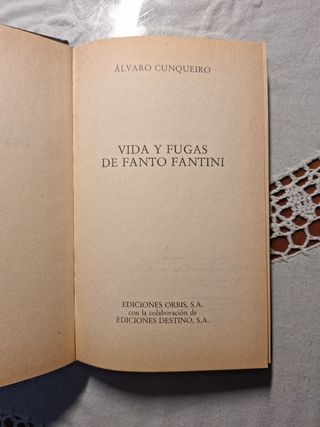 ÁLVARO CUNQUEIRO
VIDA Y FUGAS
DE FANTO FANTINI
EDICIONES ORBIS, S.A.
con la colaboración de
EDICIONES DESTINO, S.A.